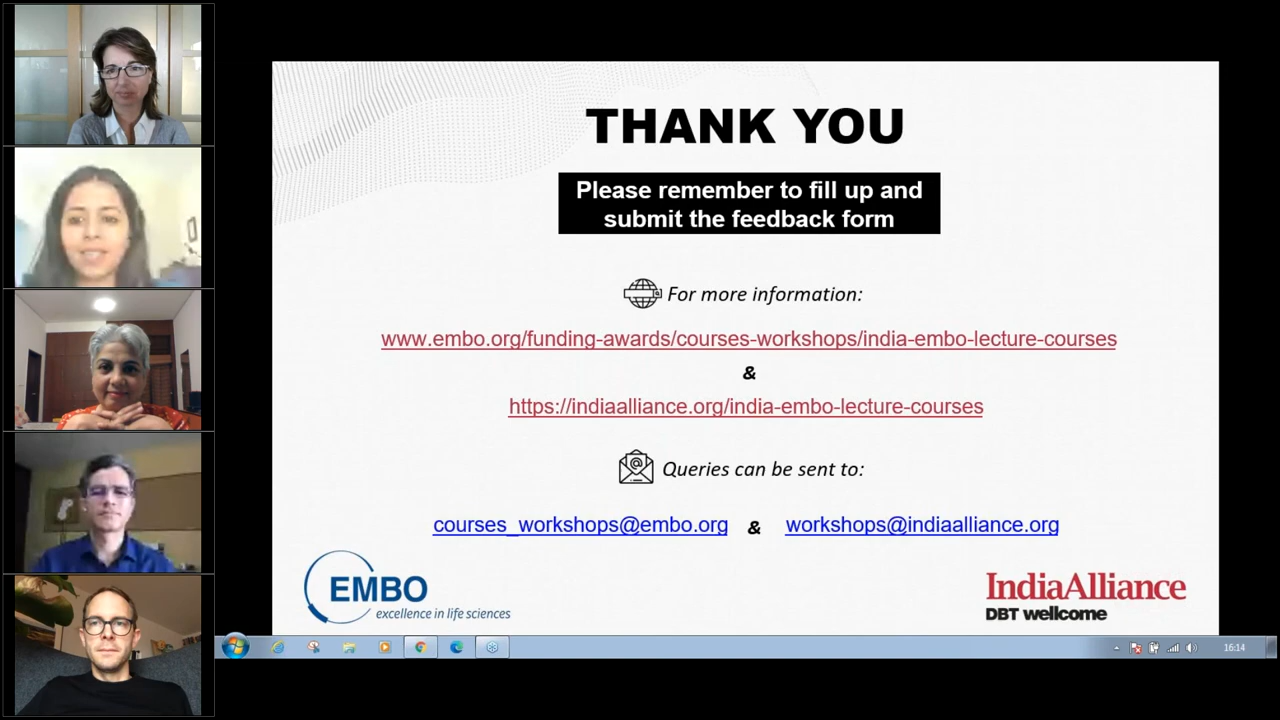 THANK YOU
Please remember to fill up and
submit the feedback form
For more information:
www.embo.org/funding-awards/courses-workshops/india-embo-lecture-courses
&
https://indiaalliance.org/india-embo-lecture-courses
Queries can be sent to:
courses_workshops@embo.org & workshops@indiaalliance.org
EMBO
excellence in life sciences
IndiaAlliance
DBT wellcome
16:14